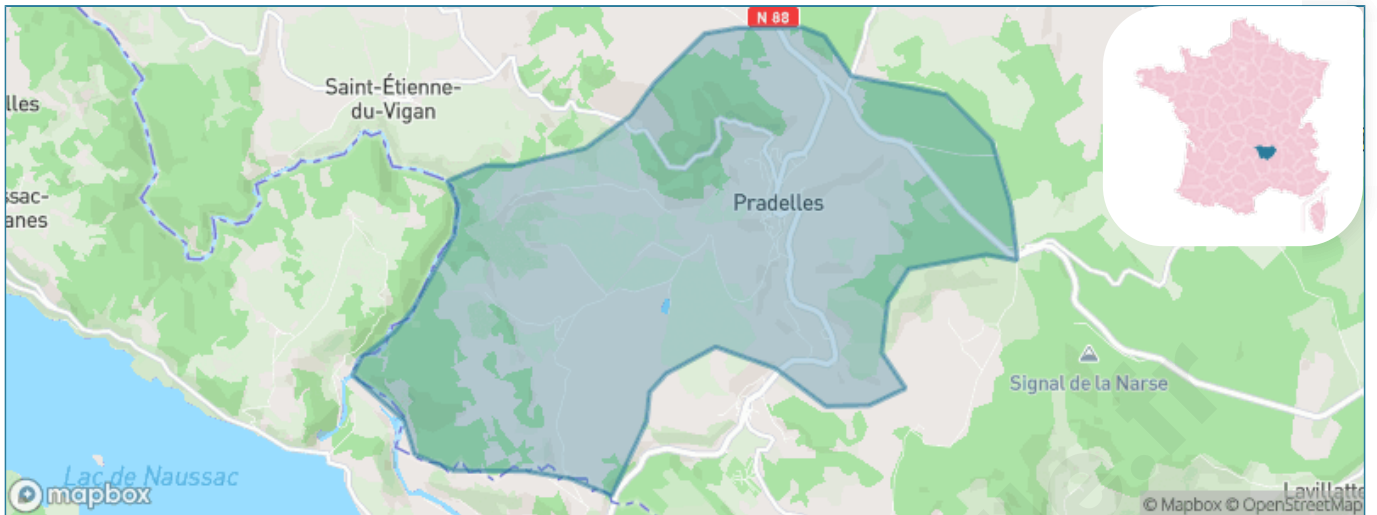 N 88
Saint-Étienne-
du-Vigan
lles
Pradelles
ssac-
anes
Signal de la Narse
Lac de Naussac
Lavillatte
mapbox
© Mapbox © OpenStreetMap